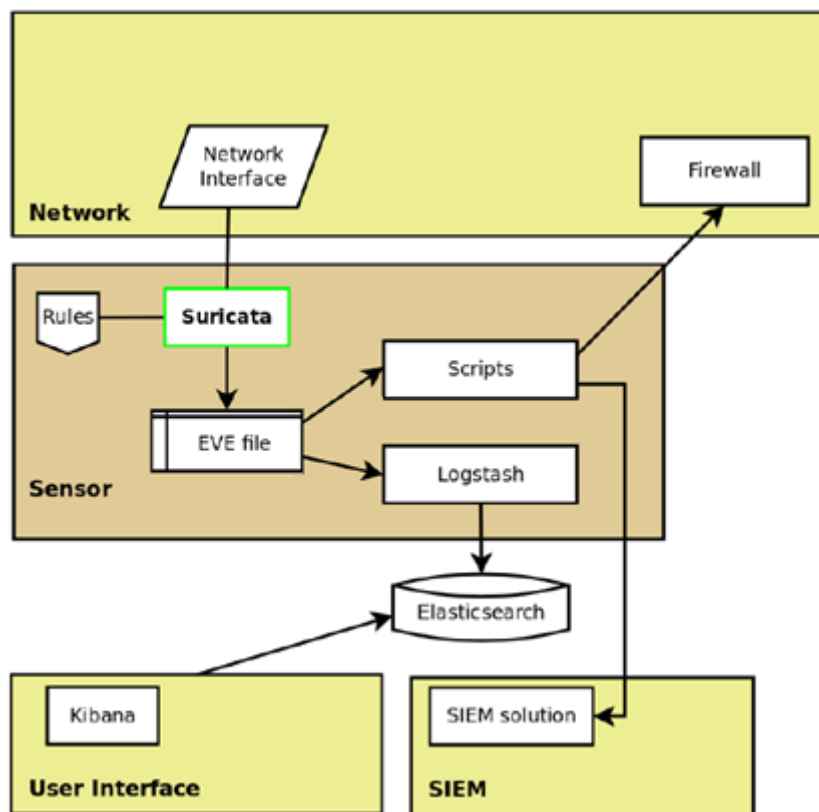 Network
Interface
Firewall
Network
Rules
Suricata
Scripts
EVE file
Logstash
Sensor
Elasticsearch
Kibana
SIEM solution
User Interface
SIEM